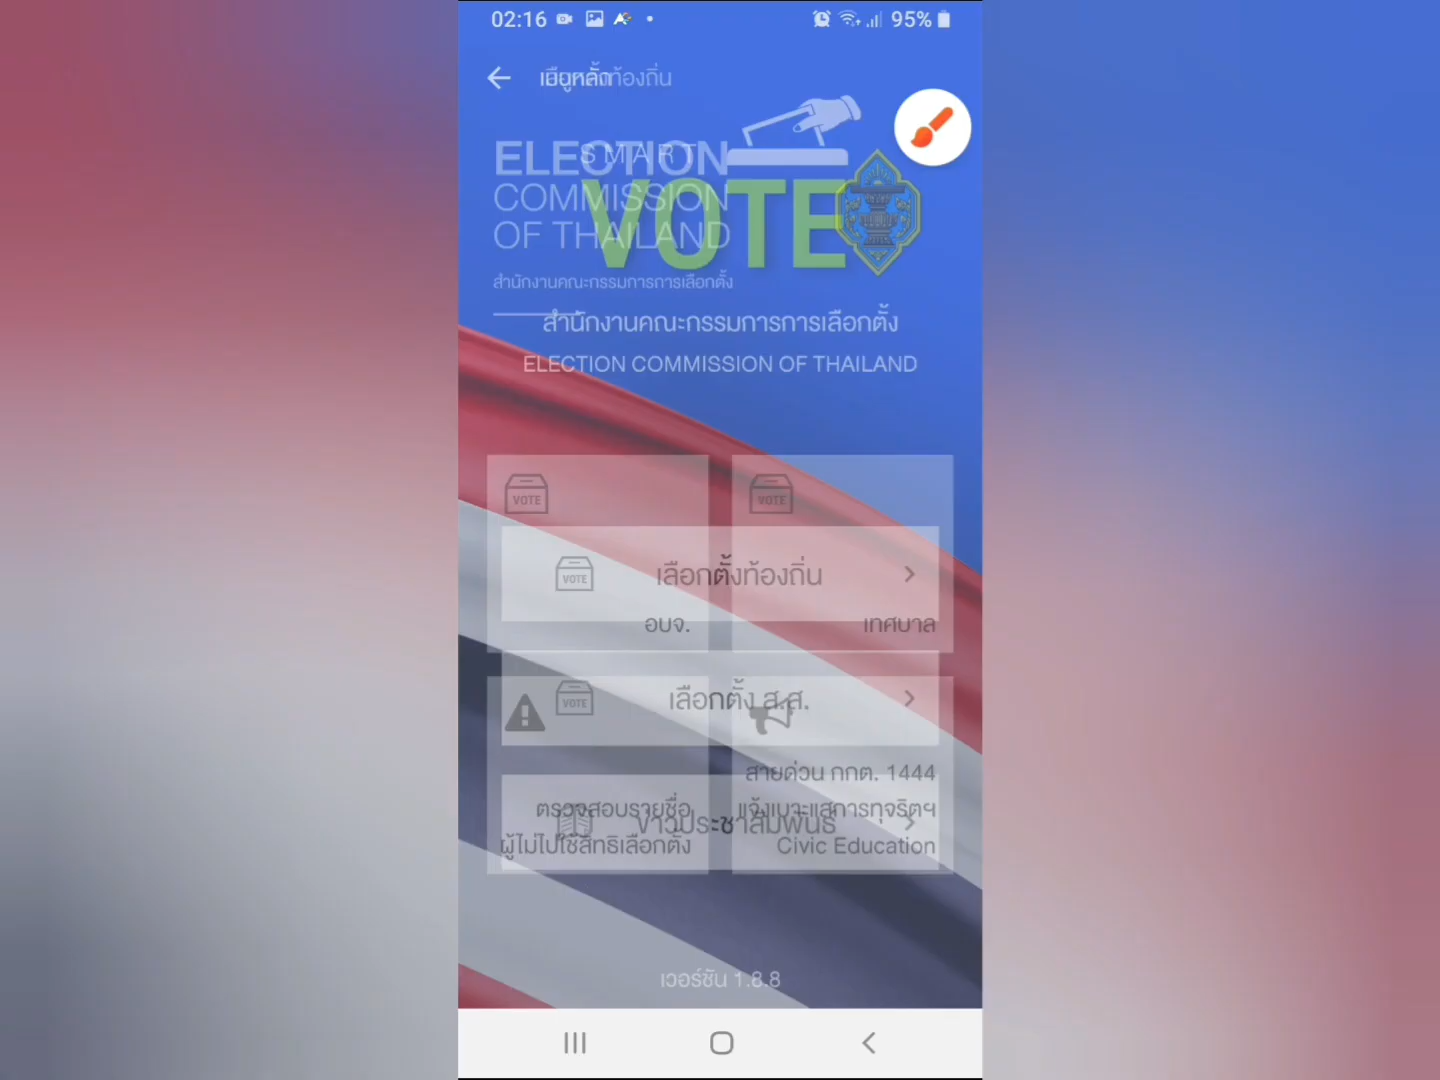 02:16
95%
เลือกตั้งท้องถิ่น
เมนูหลัก
SMART
VOTE
ELECTION
COMMISSION
OF THAILAND
สำนักงานคณะกรรมการการเลือกตั้ง
สำนักงานคณะกรรมการการเลือกตั้ง
ELECTION COMMISSION OF THAILAND
VOTE
VOTE
VOTE
เลือกตั้งท้องถิ่น
อบจ.
เทศบาล
VOTE
เลือกตั้ง ส.ส.
สายด่วน กกต. 1444
ตรวจสอบรายชื่อ
แจ้งเบาะแสการทุจริตฯ
ข่าวประชาสัมพันธ์
ผู้ไม่ไปใช้สิทธิเลือกตั้ง
Civic Education
เวอร์ชัน 1.8.8